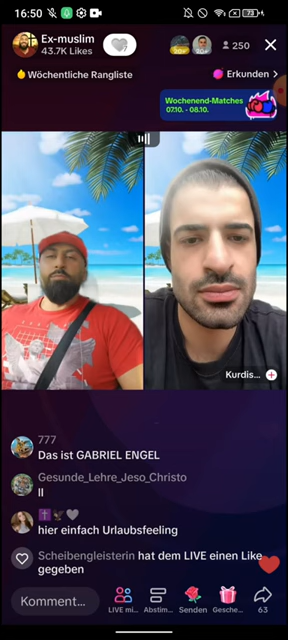 16:50
73
Ex-muslim
43.7K Likes
250
Wöchentliche Rangliste
Erkunden >
Wochenend-Matches
07.10. - 08.10.
Kurdis...
777
Das ist GABRIEL ENGEL
Gesunde_Lehre_Jeso_Christo
II
hier einfach Urlaubsfeeling
Scheibengleisterin hat dem LIVE einen Like
gegeben
Komment...
LIVE mi...
Abstim...
Senden
Gesche...
63